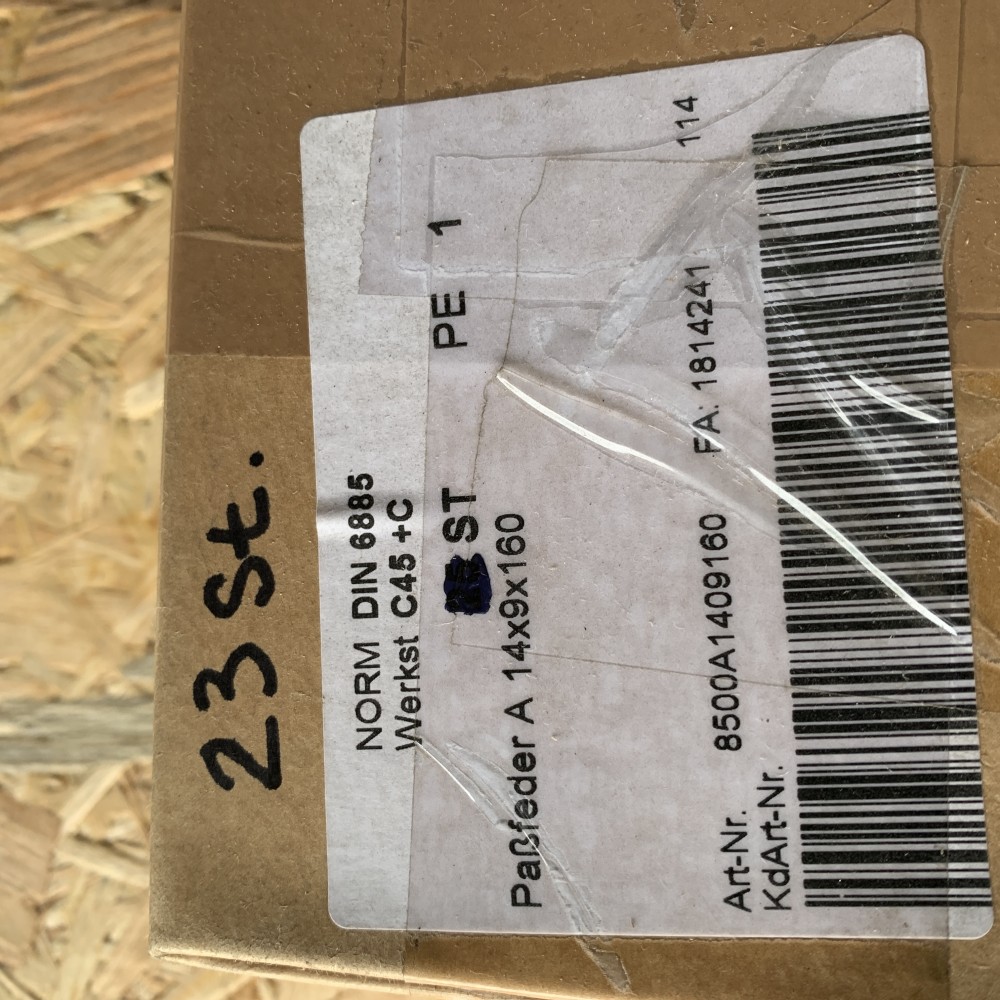 23 St.
NORM DIN 6885
Werkst C45 +C
ST PE 1
Paßfeder A 14x9x160
114
Art-Nr. 8500A1409160 FA: 1814241
KdArt-Nr.